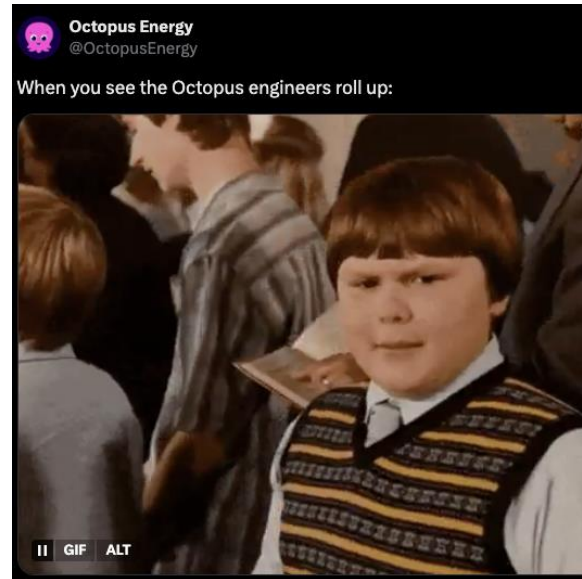 Octopus Energy
@OctopusEnergy
When you see the Octopus engineers roll up:
GIF ALT